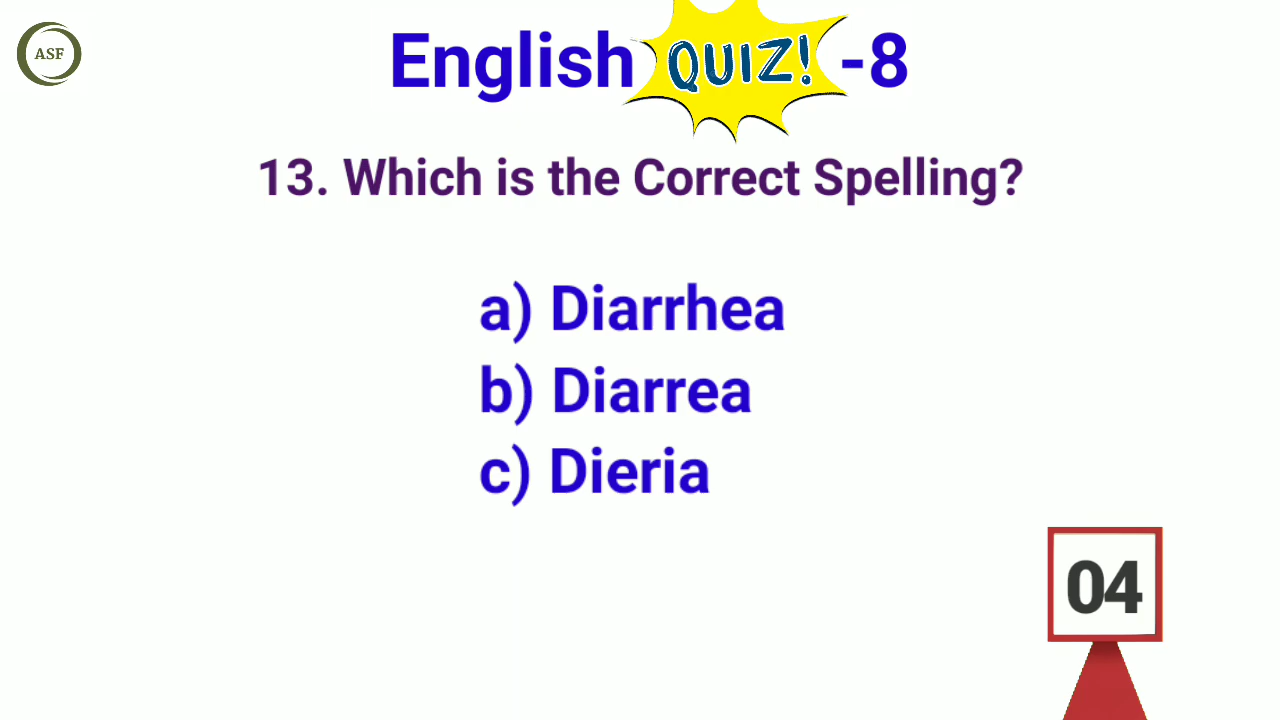 ASF
English QUIZ! -8
13. Which is the Correct Spelling?
a) Diarrhea
b) Diarrea
c) Dieria
04